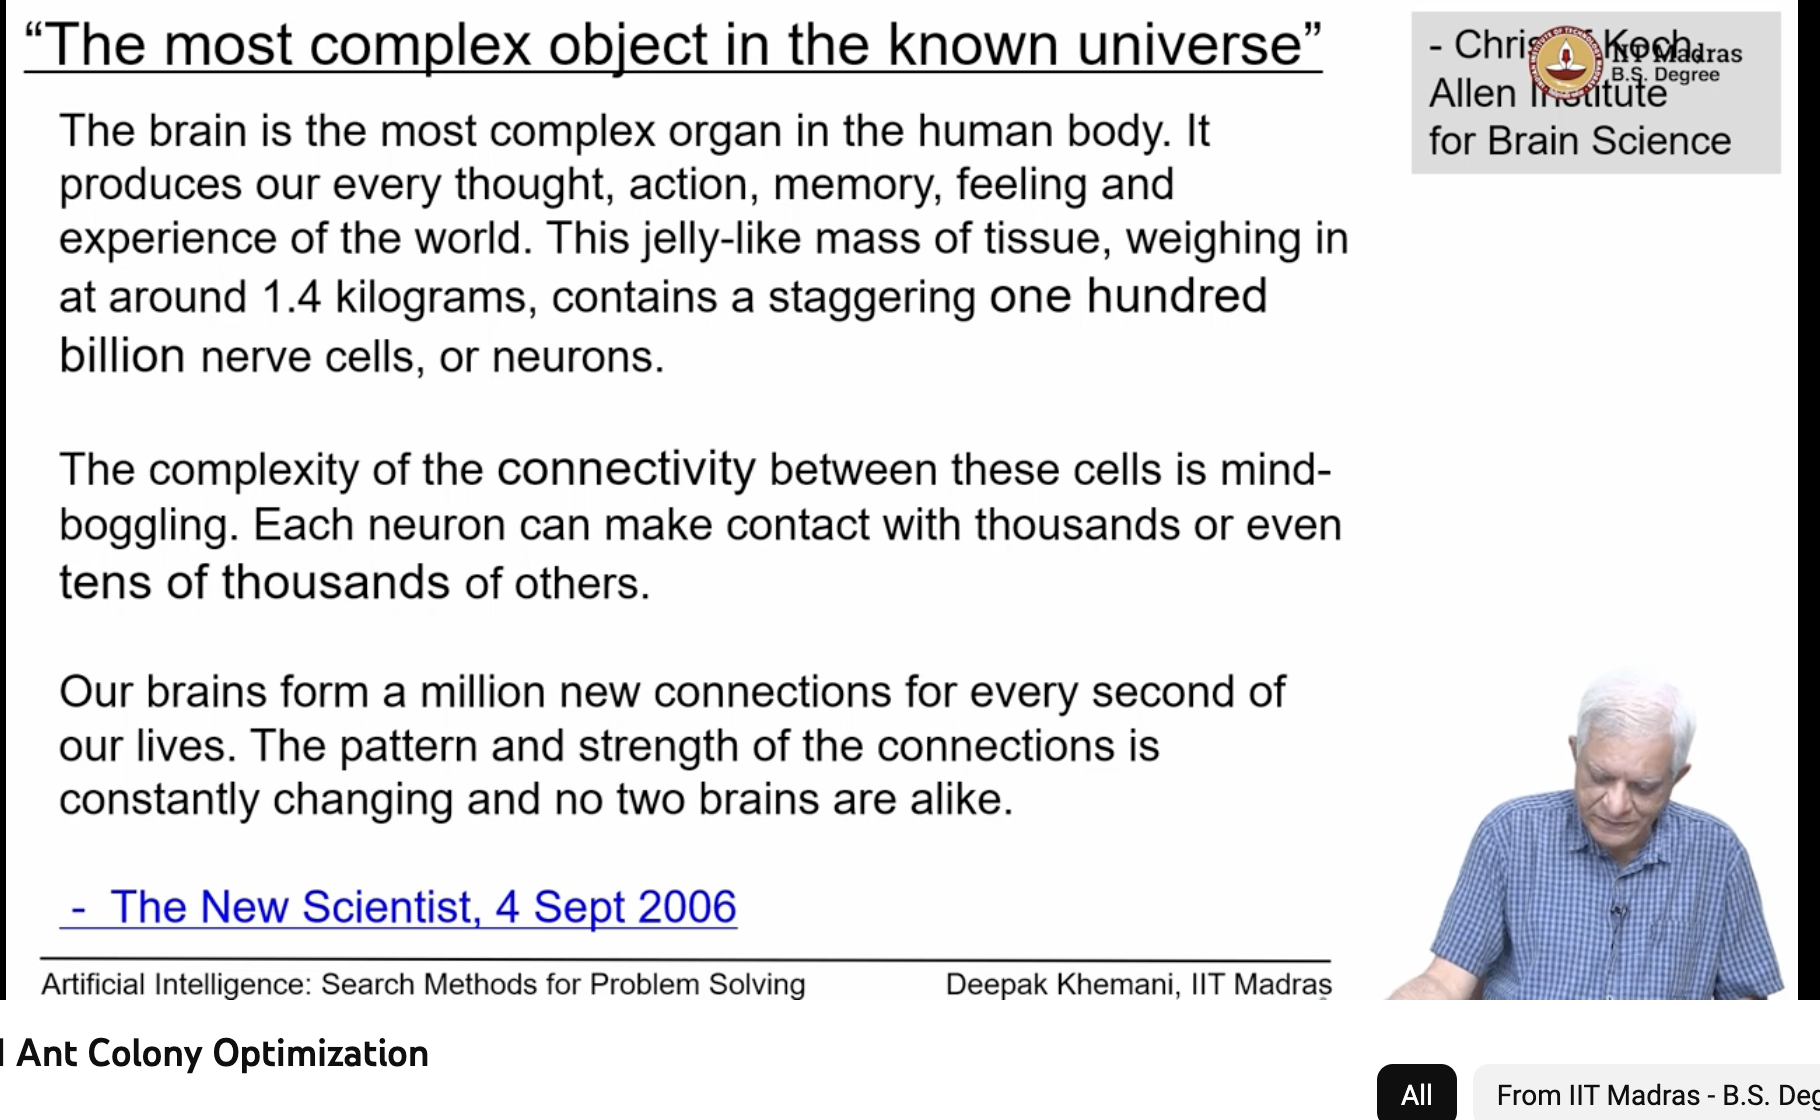 “The most complex object in the known universe”
- Christof Koch,
Allen Institute
for Brain Science
IIT Madras
B.S. Degree
The brain is the most complex organ in the human body. It
produces our every thought, action, memory, feeling and
experience of the world. This jelly-like mass of tissue, weighing in
at around 1.4 kilograms, contains a staggering one hundred
billion nerve cells, or neurons.
The complexity of the connectivity between these cells is mind-
boggling. Each neuron can make contact with thousands or even
tens of thousands of others.
Our brains form a million new connections for every second of
our lives. The pattern and strength of the connections is
constantly changing and no two brains are alike.
- The New Scientist, 4 Sept 2006
Artificial Intelligence: Search Methods for Problem Solving
Deepak Khemani, IIT Madras
Ant Colony Optimization
All
From IIT Madras - B.S. Deg